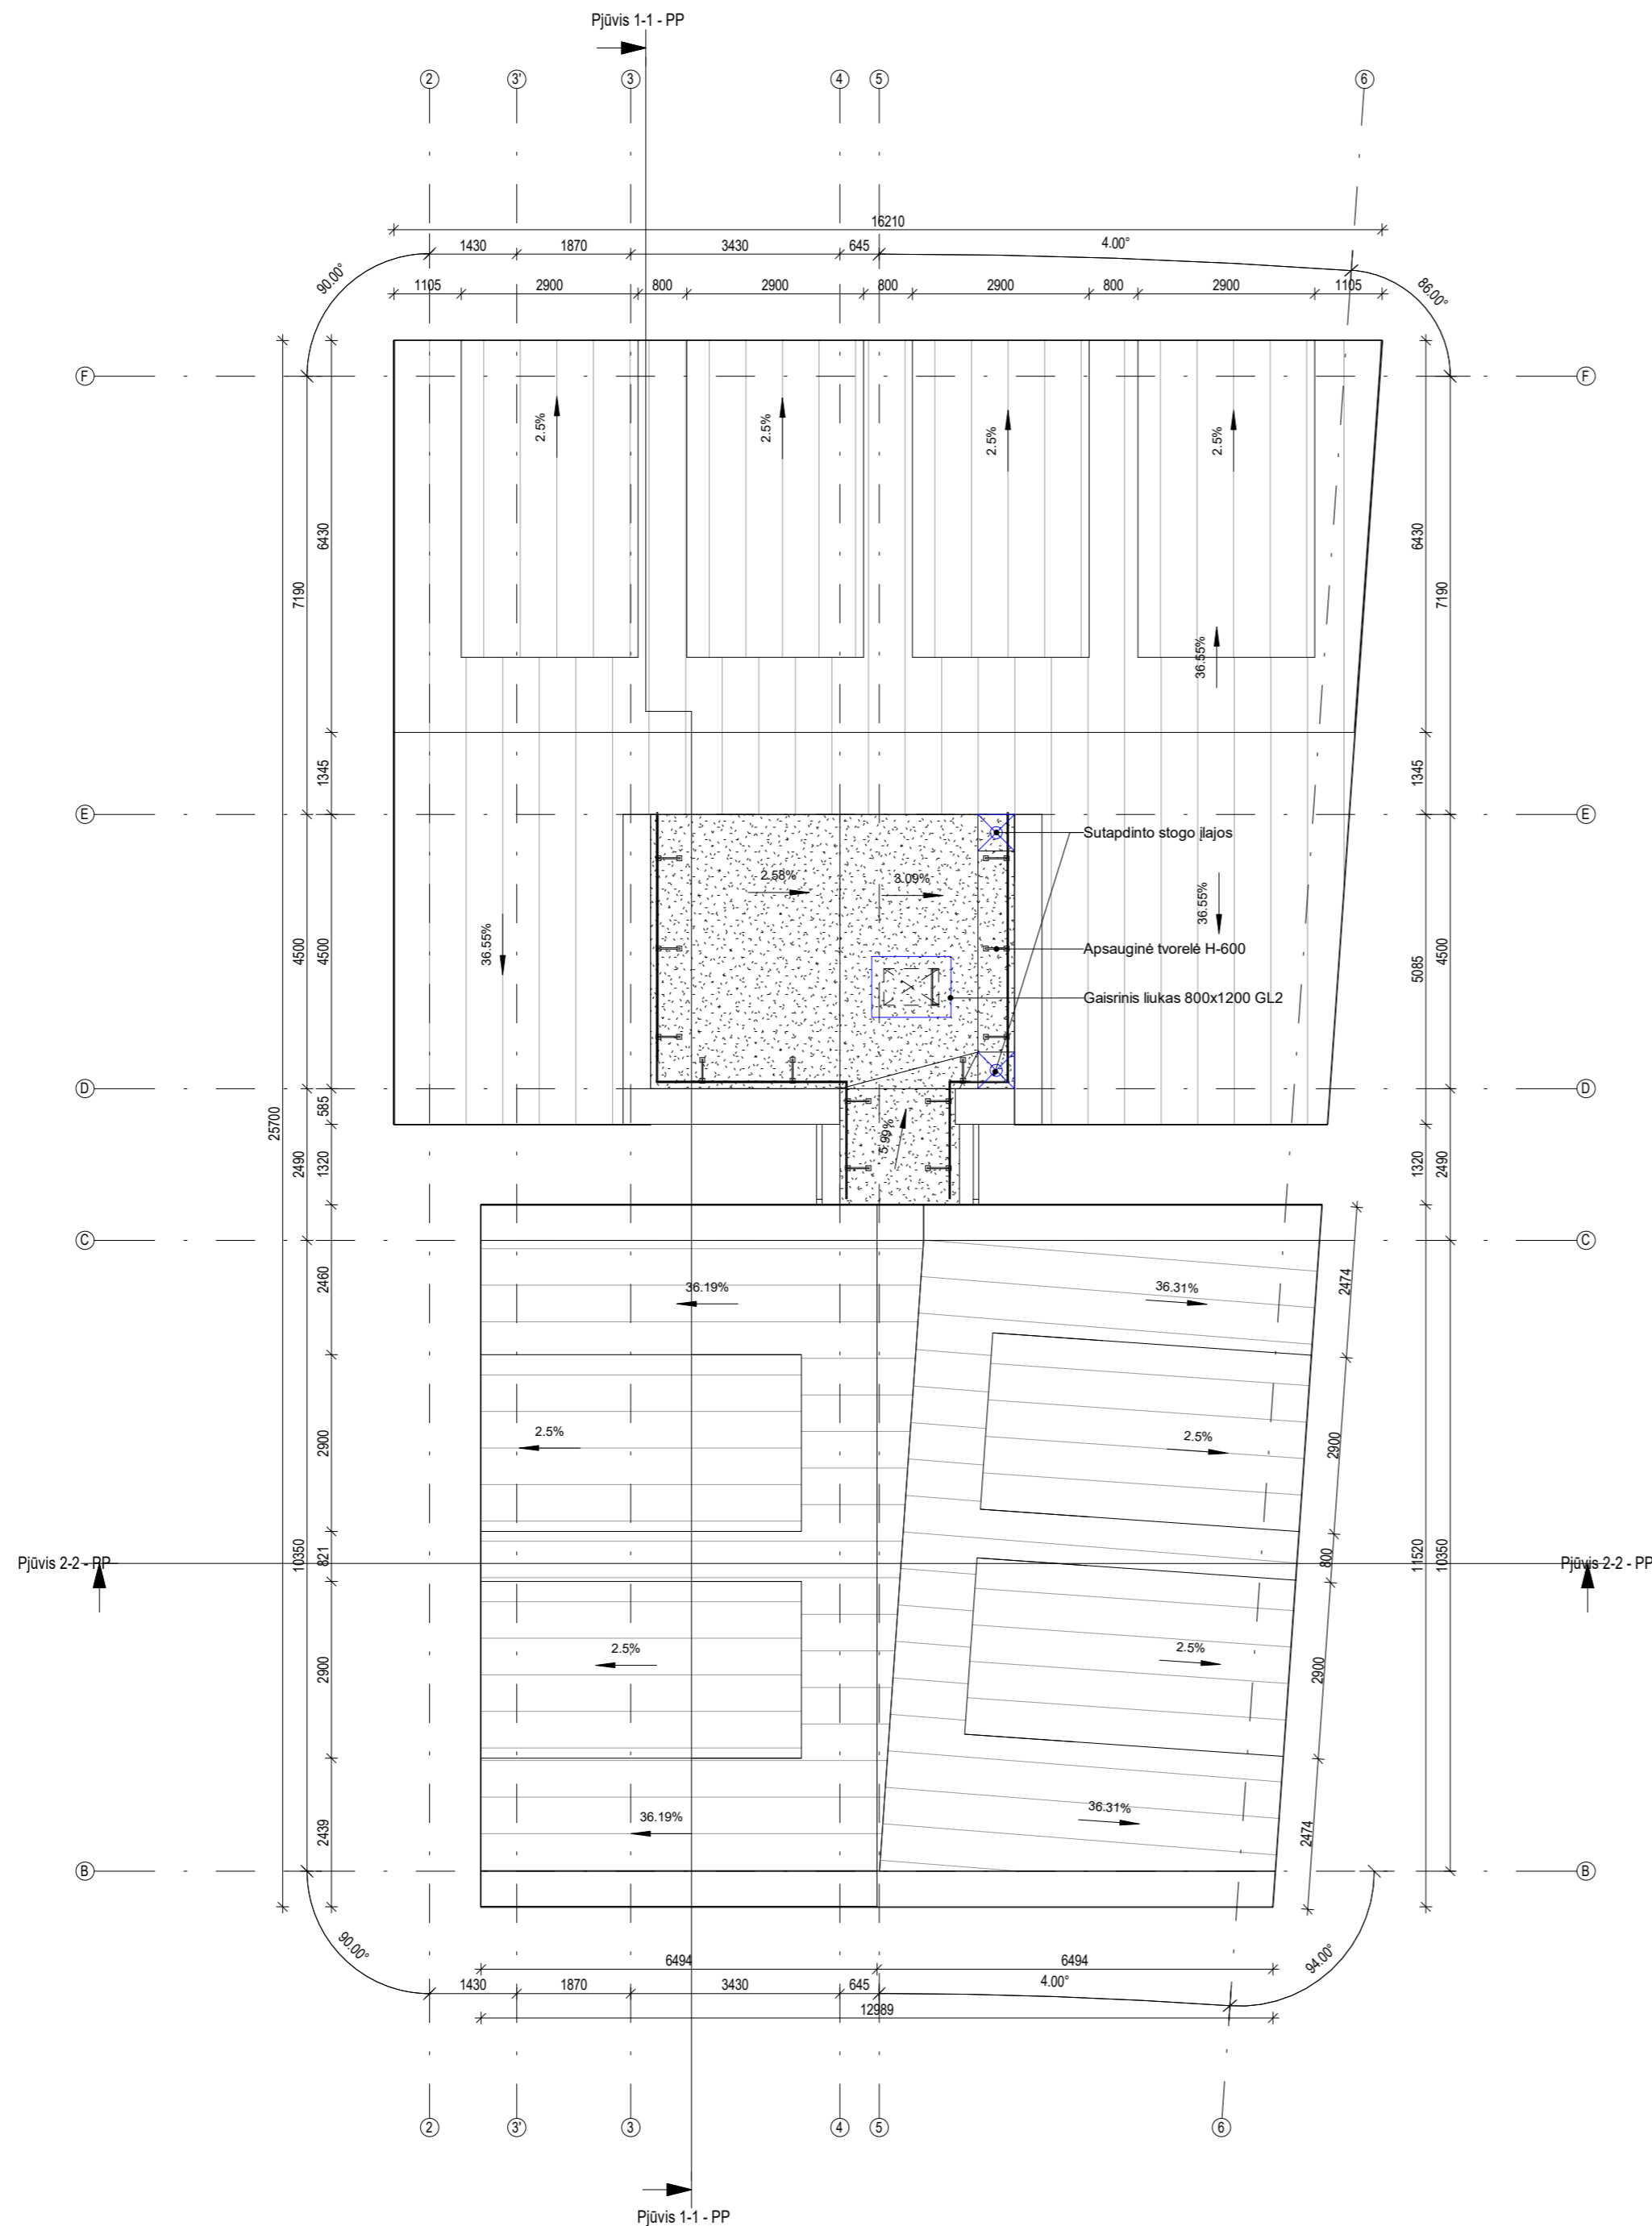 Pjūvis 1-1 - PP
2 3' 3 4 5 6
16210
1430 1870 3430 645 4.00°
90.00° 86.00°
1105 2900 800 2900 800 2900 800 2900 1105
F F
2.5% 2.5% 2.5% 2.5%
6430 6430
7190 7190
36.55%
1345 1345
E E
Sutapdinto stogo įlajos
2.58% 3.09%
36.55% 36.55%
Apsauginė tvorelė H-600
4500 4500 5085 4500
Gaisrinis liukas 800x1200 GL2
D D
585
25700
5.99%
2490 1320 1320 2490
C C
2460 36.19% 36.31% 2474
2900 2.5% 2.5% 2900
Pjūvis 2-2 - PP Pjūvis 2-2 - PP
10350 821 800 11520 10350
2900 2.5% 2.5% 2900
2439 36.19% 36.31% 2474
B B
90.00° 94.00°
6494 6494
1430 1870 3430 645 4.00°
12989
2 3' 3 4 5 6
Pjūvis 1-1 - PP